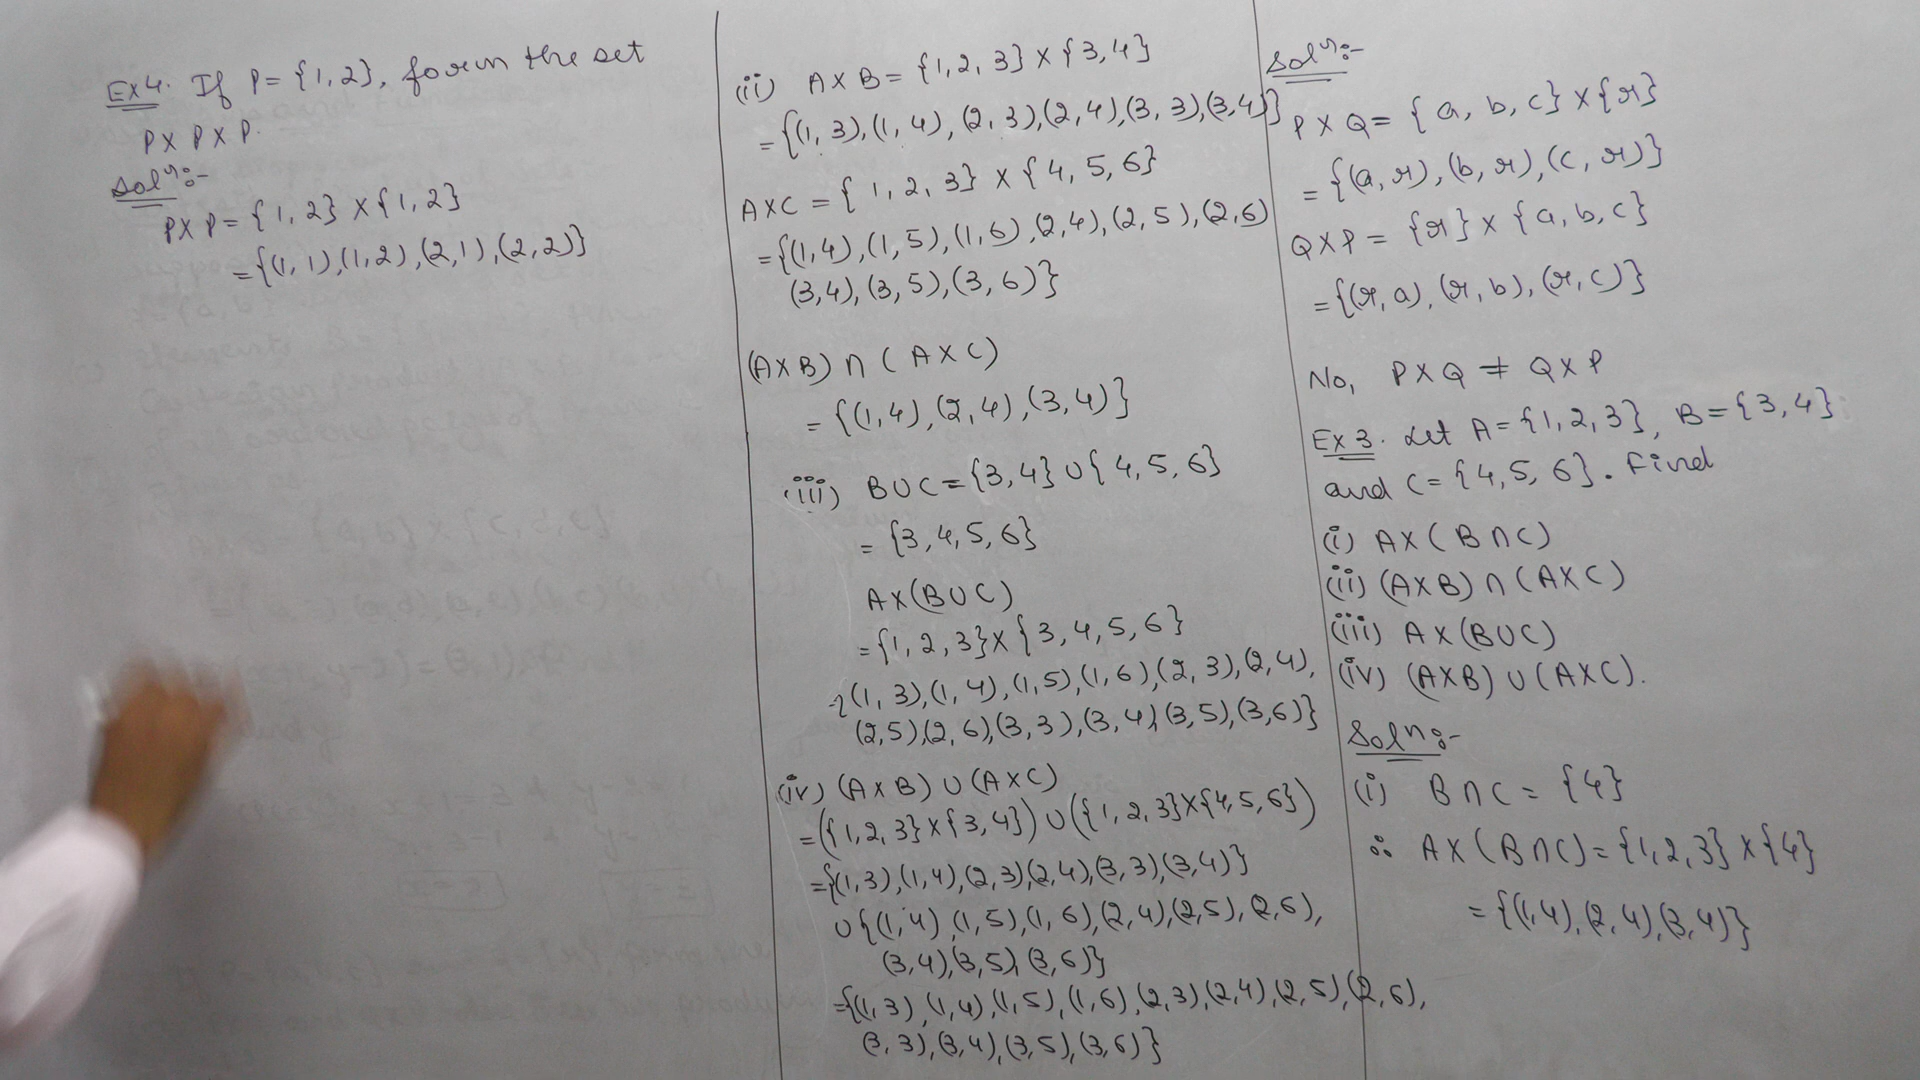 Ex 4. If P = {1, 2}, form the set
P X P X P.
Solⁿ:-
P X P = {1, 2} X {1, 2}
= {(1, 1), (1, 2), (2, 1), (2, 2)}
(ii) A X B = {1, 2, 3} X {3, 4}
= {(1, 3), (1, 4), (2, 3), (2, 4), (3, 3), (3, 4)}
A X C = {1, 2, 3} X {4, 5, 6}
= {(1, 4), (1, 5), (1, 6), (2, 4), (2, 5), (2, 6)
(3, 4), (3, 5), (3, 6)}
(A X B) ∩ (A X C)
= {(1, 4), (2, 4), (3, 4)}
(iii) B ∪ C = {3, 4} ∪ {4, 5, 6}
= {3, 4, 5, 6}
A X (B ∪ C)
= {1, 2, 3} X {3, 4, 5, 6}
= {(1, 3), (1, 4), (1, 5), (1, 6), (2, 3), (2, 4),
(2, 5), (2, 6), (3, 3), (3, 4), (3, 5), (3, 6)}
(iv) (A X B) ∪ (A X C)
= ({1, 2, 3} X {3, 4}) ∪ ({1, 2, 3} X {4, 5, 6})
= {(1, 3), (1, 4), (2, 3), (2, 4), (3, 3), (3, 4)}
∪ {(1, 4), (1, 5), (1, 6), (2, 4), (2, 5), (2, 6),
(3, 4), (3, 5), (3, 6)}
= {(1, 3), (1, 4), (1, 5), (1, 6), (2, 3), (2, 4), (2, 5), (2, 6),
(3, 3), (3, 4), (3, 5), (3, 6)}
Solⁿ:-
P X Q = {a, b, c} X {r}
= {(a, r), (b, r), (c, r)}
Q X P = {r} X {a, b, c}
= {(r, a), (r, b), (r, c)}
No, P X Q ≠ Q X P
Ex 3. Let A = {1, 2, 3}, B = {3, 4}
and C = {4, 5, 6}. Find
(i) A X (B ∩ C)
(ii) (A X B) ∩ (A X C)
(iii) A X (B ∪ C)
(iv) (A X B) ∪ (A X C).
Solⁿ:-
(i) B ∩ C = {4}
∴ A X (B ∩ C) = {1, 2, 3} X {4}
= {(1, 4), (2, 4), (3, 4)}